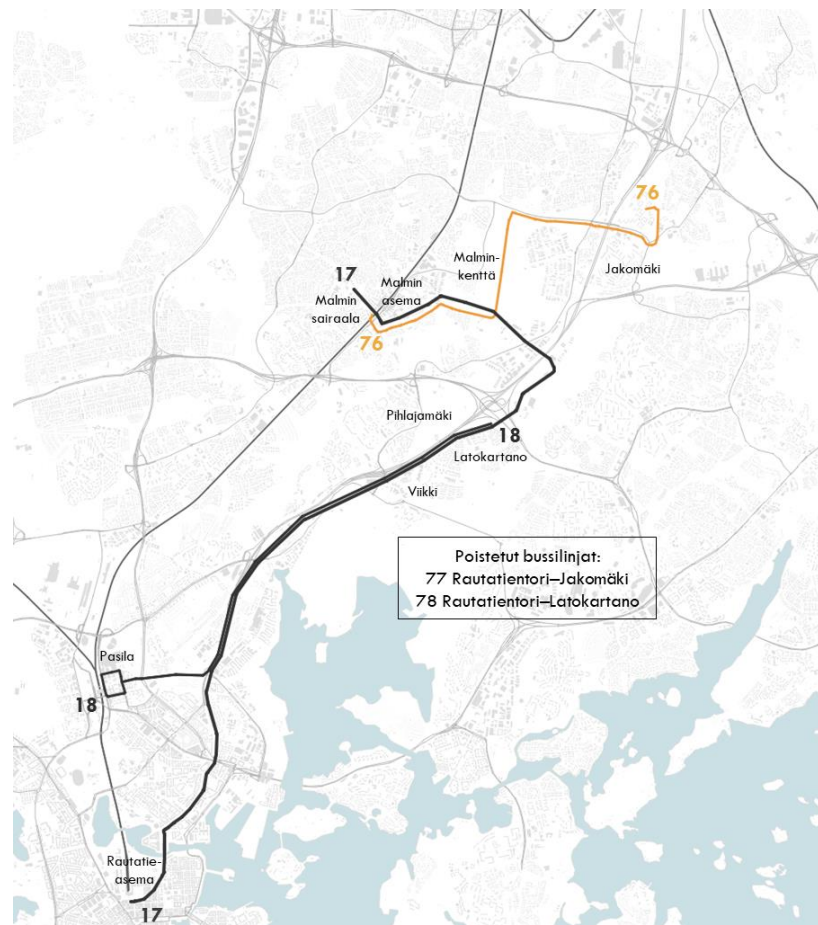 76
Malmin-
kenttä
Jakomäki
17
Malmin
asema
Malmin
sairaala
76
Pihlajamäki
18
Latokartano
Viikki
Poistetut bussilinjat:
77 Rautatientori–Jakomäki
78 Rautatientori–Latokartano
Pasila
18
Rautatie-
asema
17